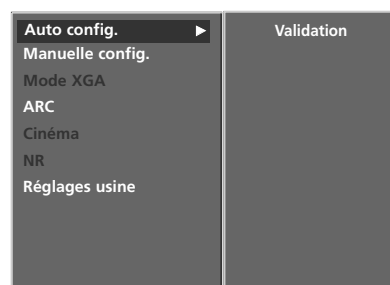 Auto config.
Validation
Manuelle config.
Mode XGA
ARC
Cinéma
NR
Réglages usine